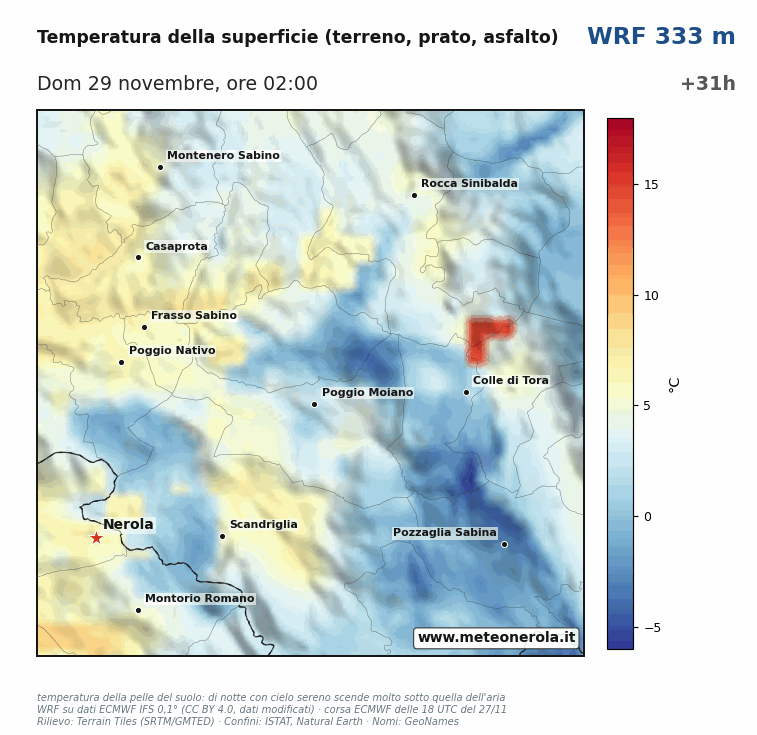 Temperatura della superficie (terreno, prato, asfalto) WRF 333 m
Dom 29 novembre, ore 02:00 +31h
Montenero Sabino
Rocca Sinibalda
Casaprota
Frasso Sabino
Poggio Nativo
Colle di Tora
Poggio Moiano
Nerola
Scandriglia
Pozzaglia Sabina
Montorio Romano
www.meteonerola.it
15
10
5
0
−5
°C
temperatura della pelle del suolo: di notte con cielo sereno scende molto sotto quella dell'aria
WRF su dati ECMWF IFS 0,1° (CC BY 4.0, dati modificati) · corsa ECMWF delle 18 UTC del 27/11
Rilievo: Terrain Tiles (SRTM/GMTED) · Confini: ISTAT, Natural Earth · Nomi: GeoNames